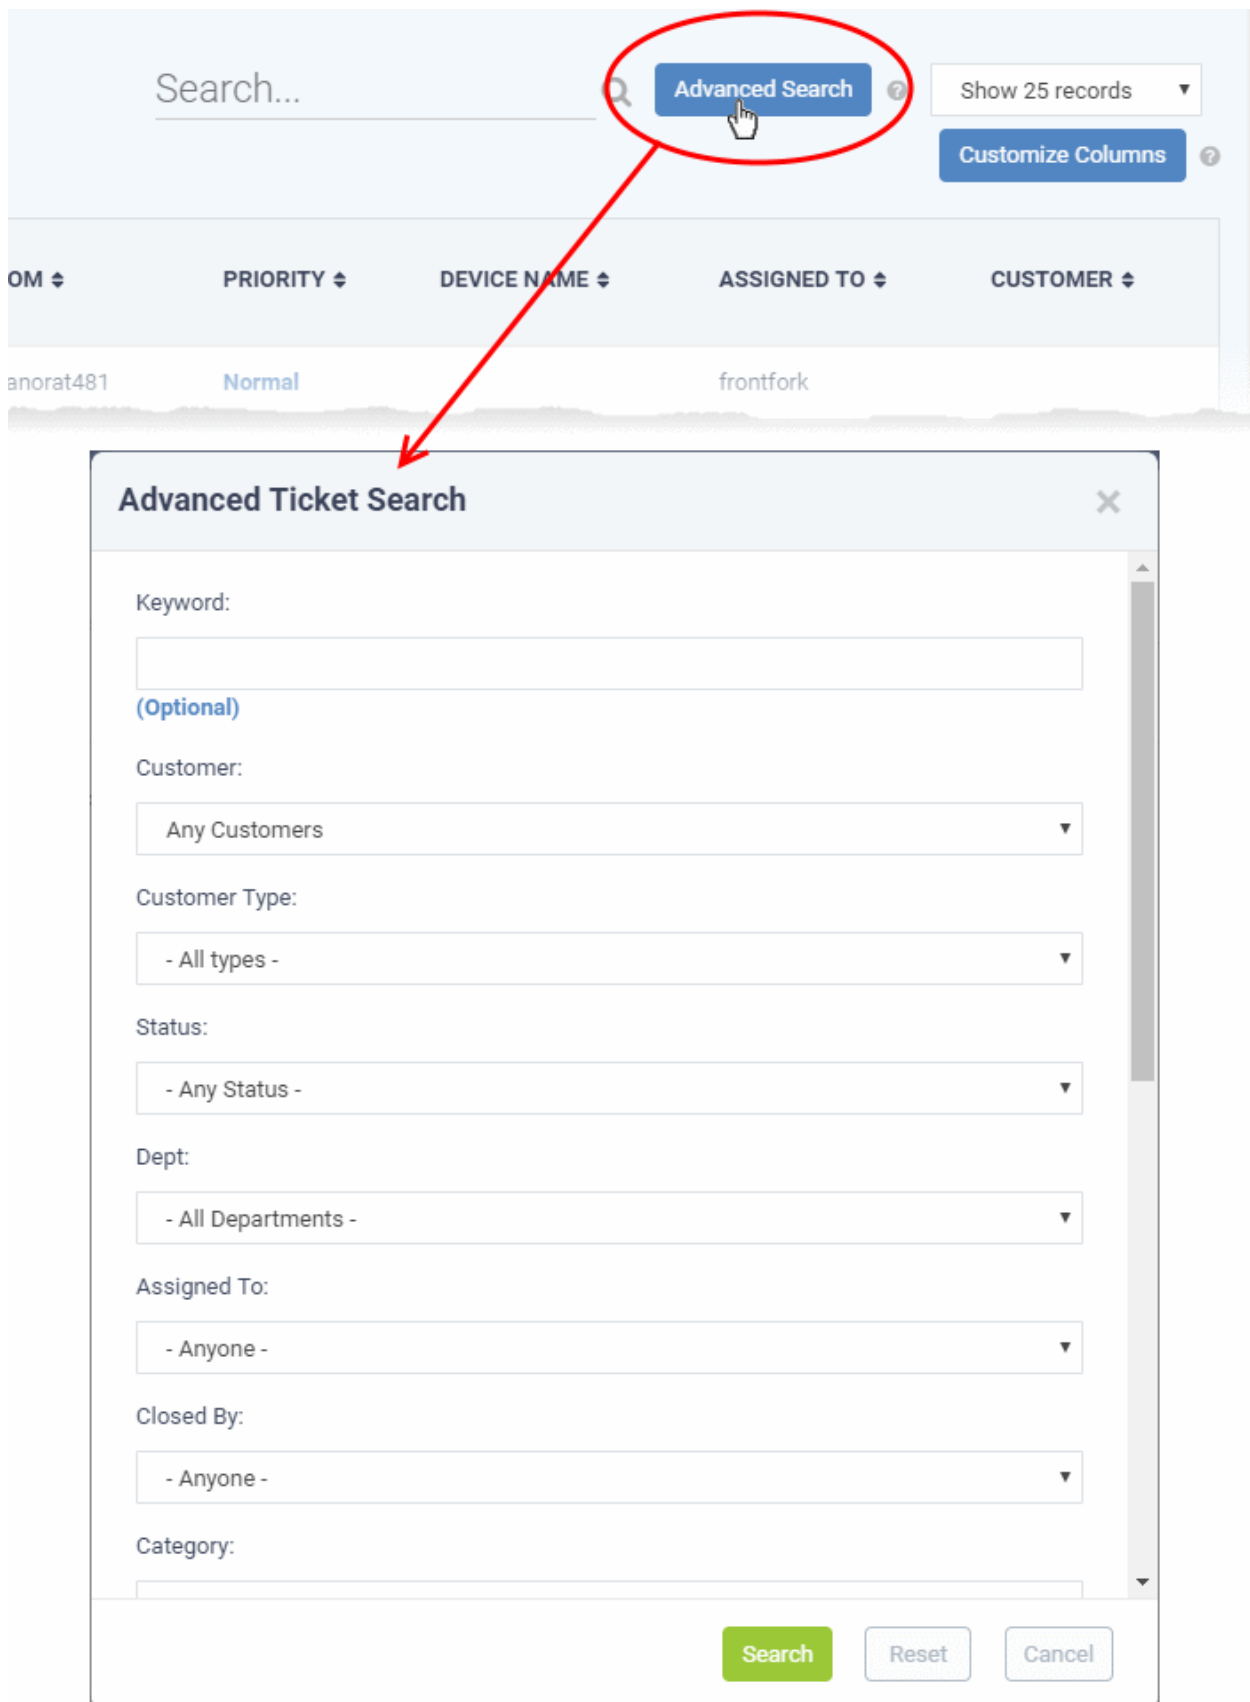 Search...
Advanced Search
Show 25 records
Customize Columns
OM PRIORITY DEVICE NAME ASSIGNED TO CUSTOMER
anorat481 Normal frontfork
Advanced Ticket Search
Keyword:
(Optional)
Customer:
Any Customers
Customer Type:
- All types -
Status:
- Any Status -
Dept:
- All Departments -
Assigned To:
- Anyone -
Closed By:
- Anyone -
Category:
Search Reset Cancel